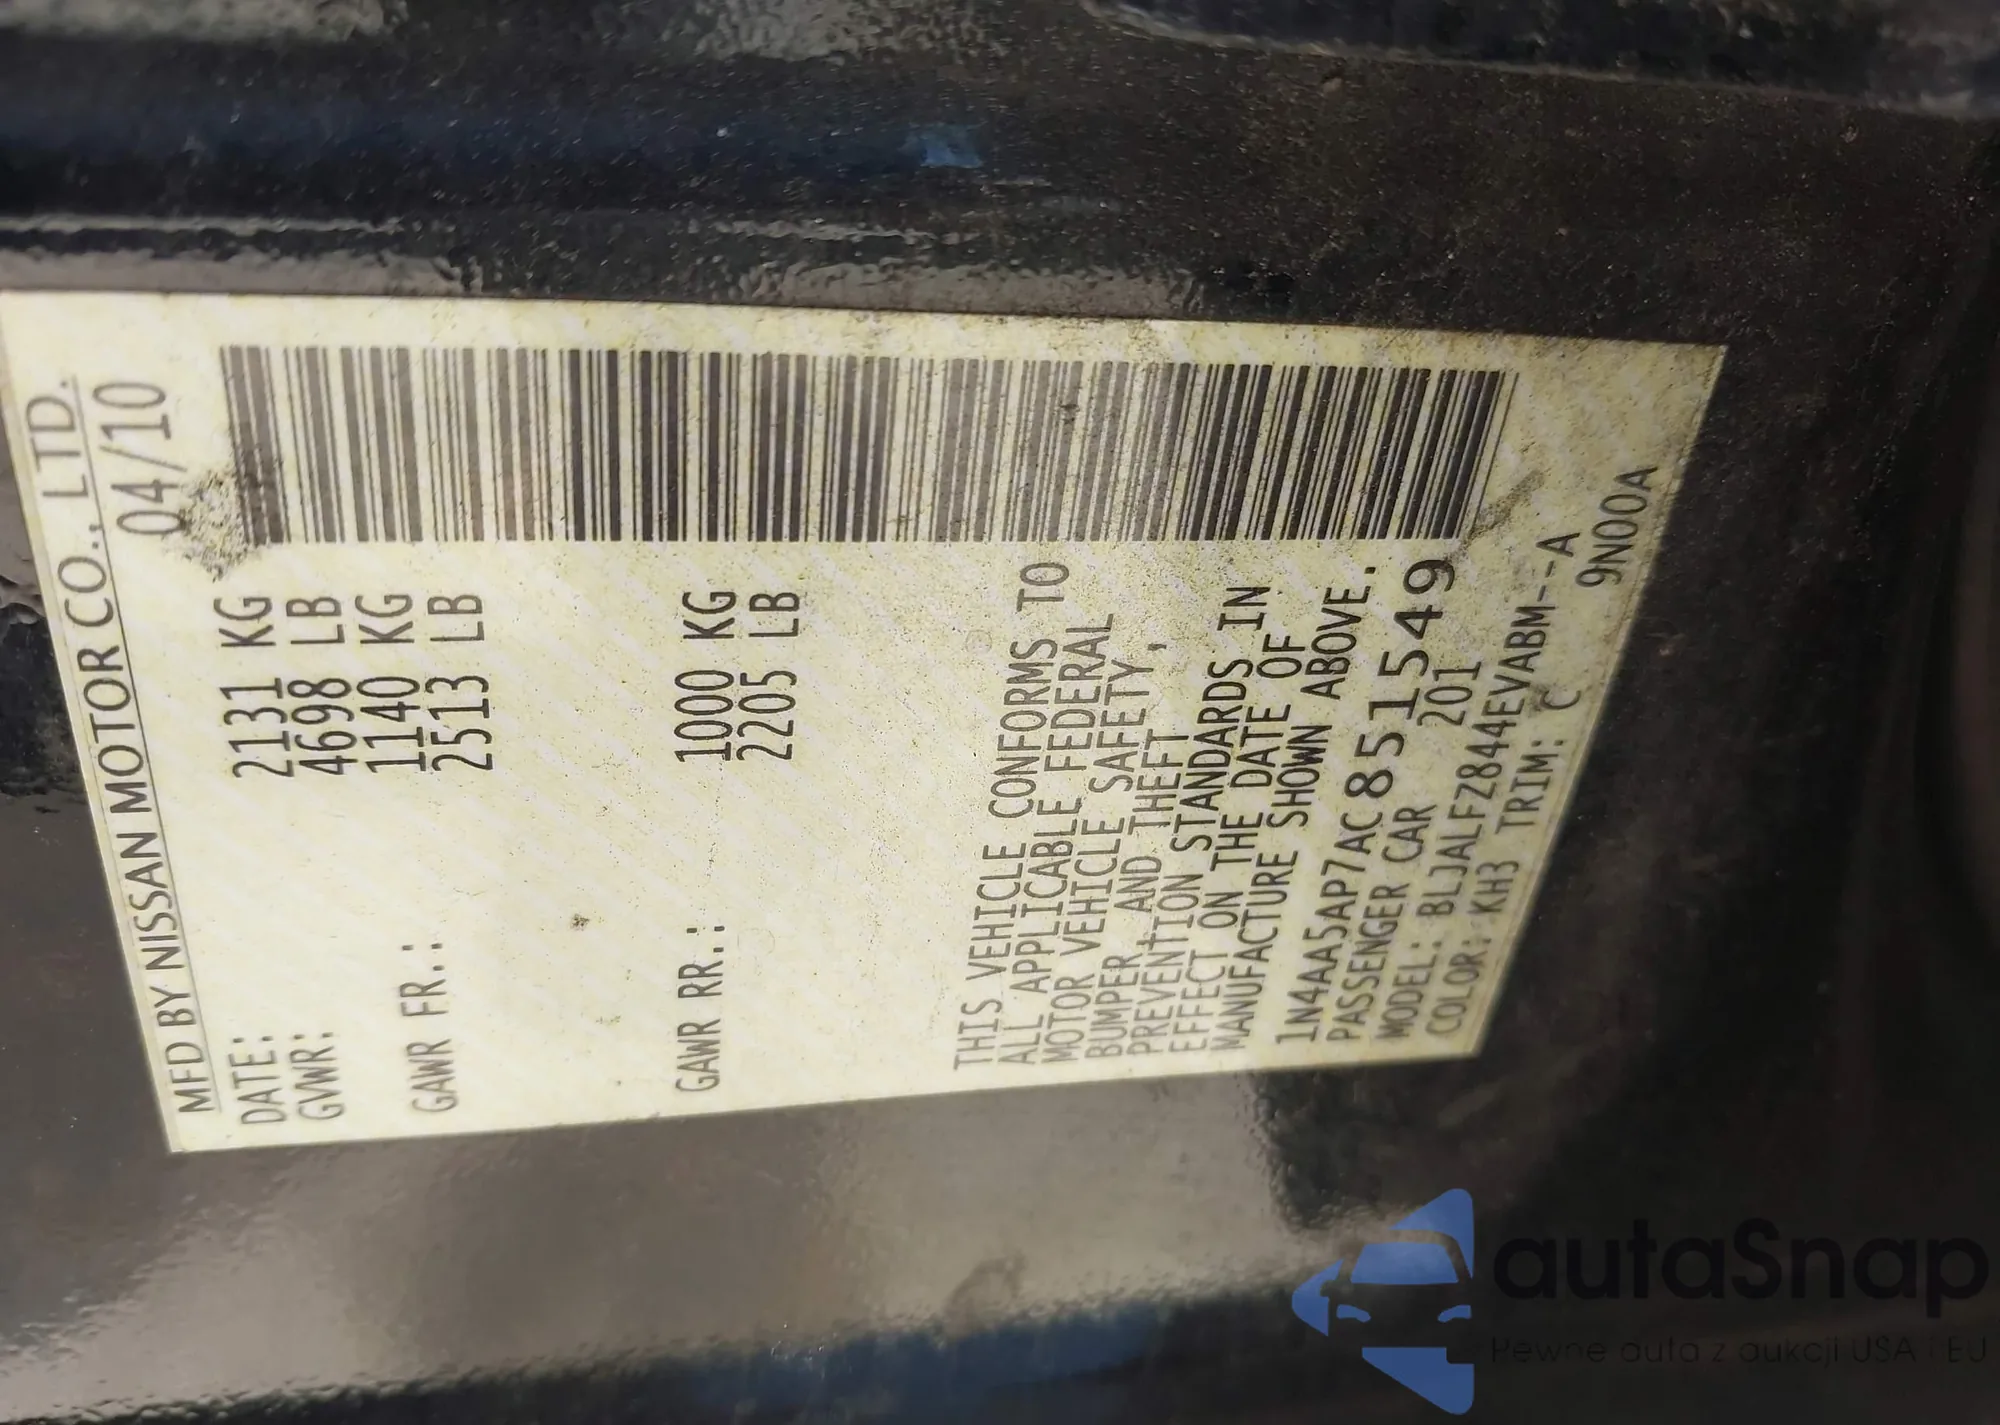 MFD BY NISSAN MOTOR CO., LTD.
DATE: 04/10
GVWR: 2131 KG
4698 LB
GAWR FR.: 1140 KG
2513 LB
GAWR RR.: 1000 KG
2205 LB
THIS VEHICLE CONFORMS TO
ALL APPLICABLE FEDERAL
MOTOR VEHICLE SAFETY,
BUMPER, AND THEFT
PREVENTION STANDARDS IN
EFFECT ON THE DATE OF
MANUFACTURE SHOWN ABOVE.
1N4AA5AP7AC851549
PASSENGER CAR 201
MODEL: BLJALFZ844EVABM--A
COLOR: KH3 TRIM: C
9N00A
autaSnap
Pewne auta z aukcji USA i EU